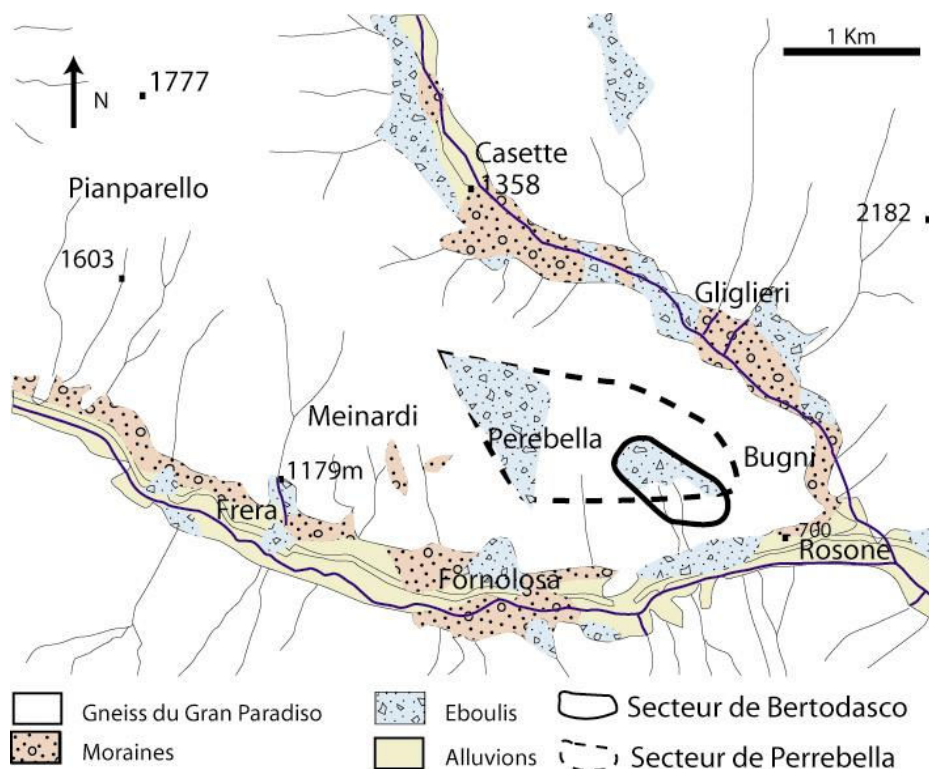 1 Km
N
1777
Casette
1358
Pianparello
2182
1603
Gliglieri
Meinardi
Perebella
Bugni
1179m
Frera
700
Rosone
Fornolosa
Gneiss du Gran Paradiso
Eboulis
Secteur de Bertodasco
Moraines
Alluvions
Secteur de Perrebella